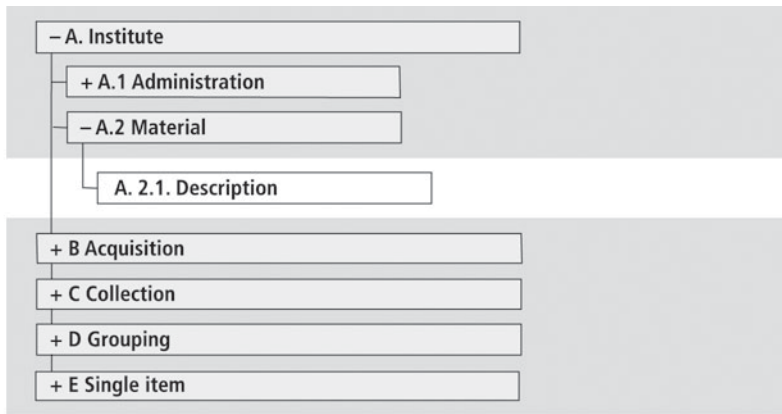 – A. Institute
+ A.1 Administration
– A.2 Material
A. 2.1. Description
+ B Acquisition
+ C Collection
+ D Grouping
+ E Single item